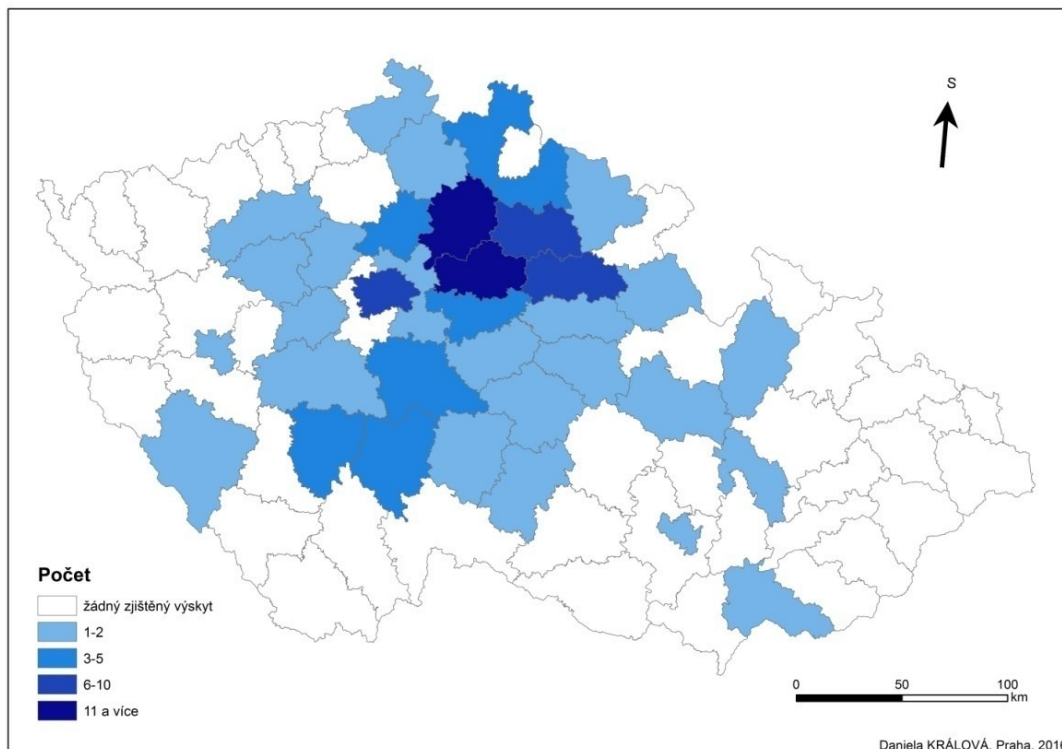 S
Počet
žádný zjištěný výskyt
1-2
3-5
6-10
11 a více
0 50 100
km
Daniela KRÁLOVÁ, Praha, 2016